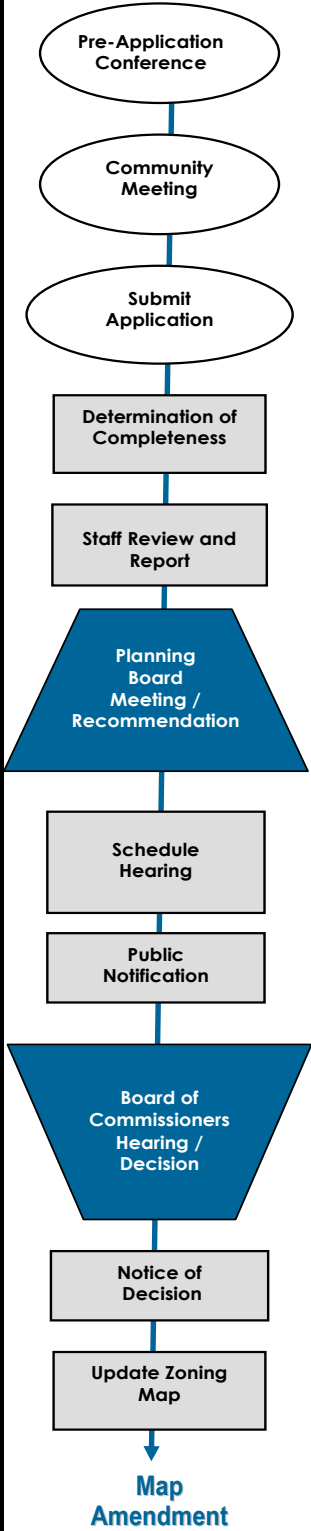 Pre-Application
Conference
Community
Meeting
Submit
Application
Determination of
Completeness
Staff Review and
Report
Planning
Board
Meeting /
Recommendation
Schedule
Hearing
Public
Notification
Board of
Commissioners
Hearing /
Decision
Notice of
Decision
Update Zoning
Map
Map
Amendment